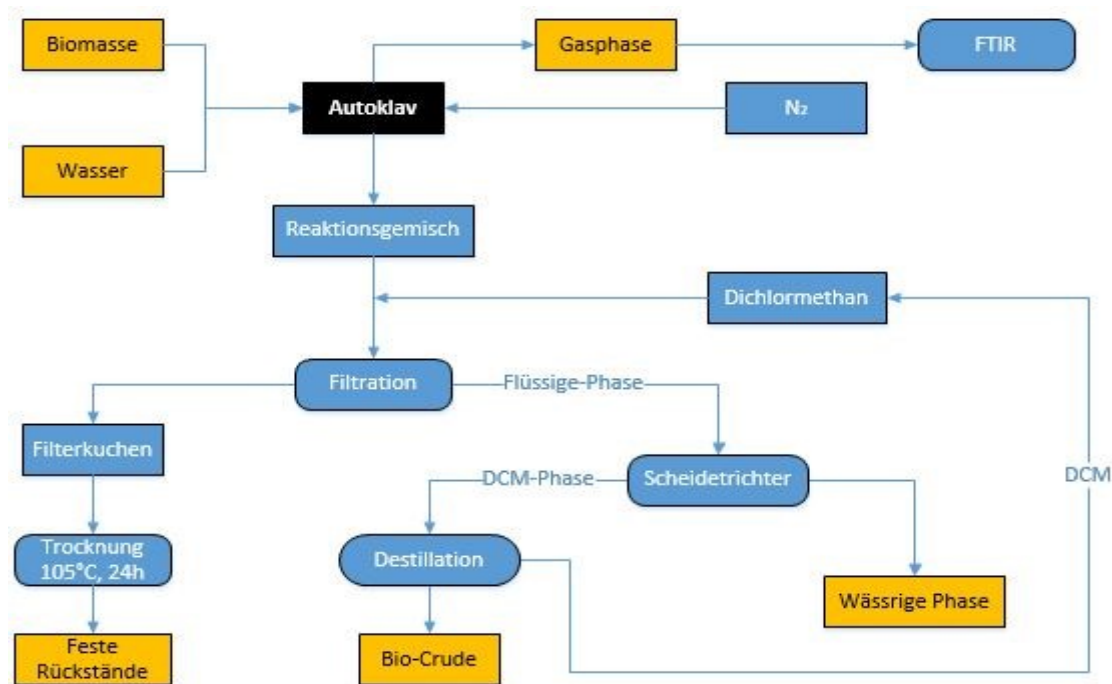 Biomasse
Gasphase
FTIR
Autoklav
N₂
Wasser
Reaktionsgemisch
Dichlormethan
Filtration
Flüssige-Phase
Filterkuchen
DCM-Phase
Scheidetrichter
DCM
Trocknung
105°C, 24h
Destillation
Wässrige Phase
Feste
Rückstände
Bio-Crude